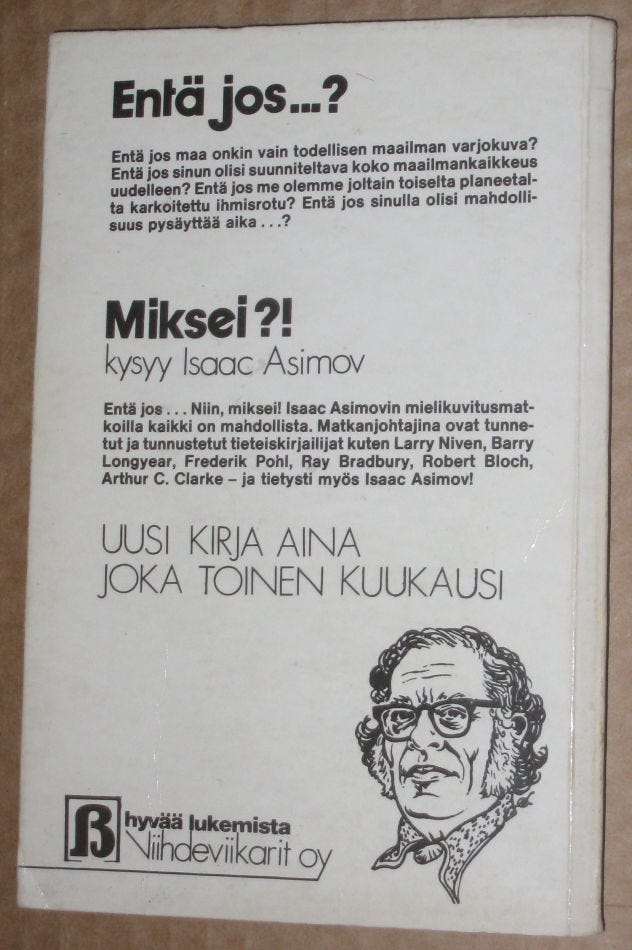 Entä jos...?
Entä jos maa onkin vain todellisen maailman varjokuva?
Entä jos sinun olisi suunniteltava koko maailmankaikkeus
uudelleen? Entä jos me olemme joltain toiselta planeetal-
ta karkoitettu ihmisrotu? Entä jos sinulla olisi mahdolli-
suus pysäyttää aika ...?
Miksei?!
kysyy Isaac Asimov
Entä jos... Niin, miksei! Isaac Asimovin mielikuvitusmat-
koilla kaikki on mahdollista. Matkanjohtajina ovat tunne-
tut ja tunnustetut tieteiskirjailijat kuten Larry Niven, Barry
Longyear, Frederik Pohl, Ray Bradbury, Robert Bloch,
Arthur C. Clarke – ja tietysti myös Isaac Asimov!
UUSI KIRJA AINA
JOKA TOINEN KUUKAUSI
ß hyvää lukemista
Viihdeviikarit oy